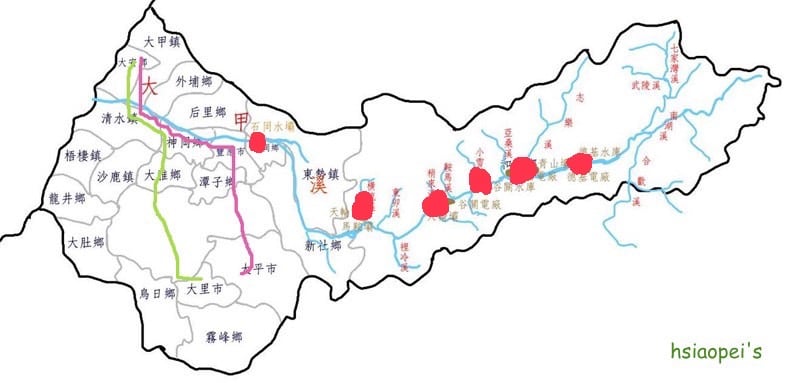 大甲鎮
大安鄉
大
外埔鄉
七家灣溪
武陵溪
后里鄉
甲
清水鎮
石岡水壩
志樂溪
南湖溪
神岡鄉
豐原市
梧棲鎮
沙鹿鎮
大雅鄉
潭子鄉
東勢鎮
溪
小雪
德基水庫
青山
合歡溪
鞍馬溪
谷關水庫
德基電廠
龍井鄉
東卯溪
谷關電廠
天輪
馬鞍壩
大肚鄉
新社鄉
裡冷溪
太平市
烏日鄉
大里市
霧峰鄉
hsiaopei's